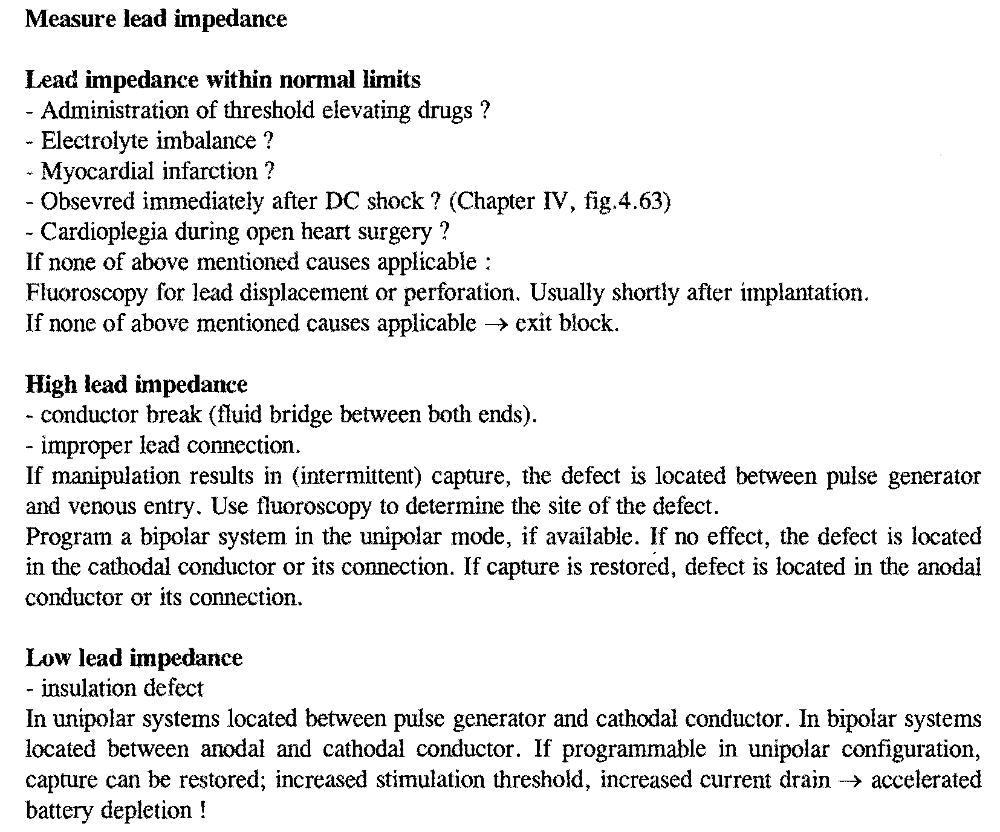 Measure lead impedance
Lead impedance within normal limits
- Administration of threshold elevating drugs ?
- Electrolyte imbalance ?
- Myocardial infarction ?
- Obsevred immediately after DC shock ? (Chapter IV, fig.4.63)
- Cardioplegia during open heart surgery ?
If none of above mentioned causes applicable :
Fluoroscopy for lead displacement or perforation. Usually shortly after implantation.
If none of above mentioned causes applicable → exit block.
High lead impedance
- conductor break (fluid bridge between both ends).
- improper lead connection.
If manipulation results in (intermittent) capture, the defect is located between pulse generator
and venous entry. Use fluoroscopy to determine the site of the defect.
Program a bipolar system in the unipolar mode, if available. If no effect, the defect is located
in the cathodal conductor or its connection. If capture is restored, defect is located in the anodal
conductor or its connection.
Low lead impedance
- insulation defect
In unipolar systems located between pulse generator and cathodal conductor. In bipolar systems
located between anodal and cathodal conductor. If programmable in unipolar configuration,
capture can be restored; increased stimulation threshold, increased current drain → accelerated
battery depletion !